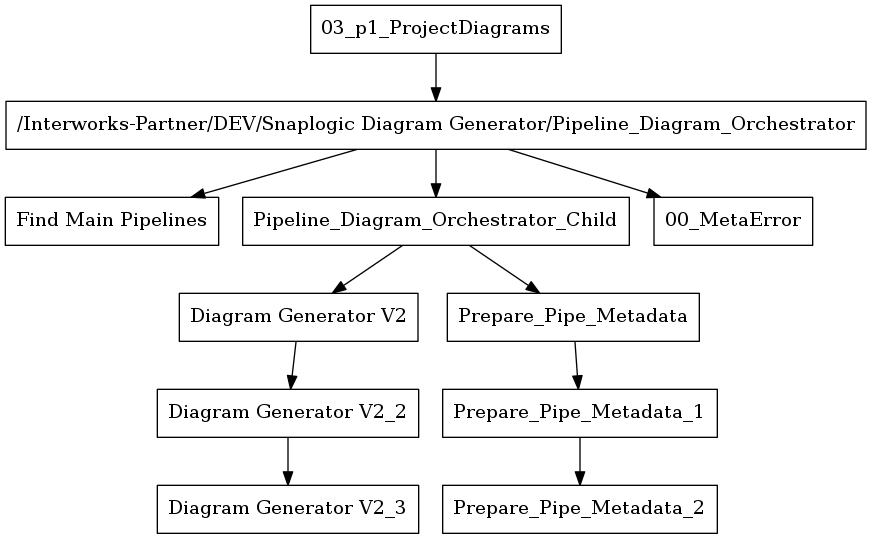 03_p1_ProjectDiagrams
/Interworks-Partner/DEV/Snaplogic Diagram Generator/Pipeline_Diagram_Orchestrator
Find Main Pipelines
Pipeline_Diagram_Orchestrator_Child
00_MetaError
Diagram Generator V2
Prepare_Pipe_Metadata
Diagram Generator V2_2
Prepare_Pipe_Metadata_1
Diagram Generator V2_3
Prepare_Pipe_Metadata_2